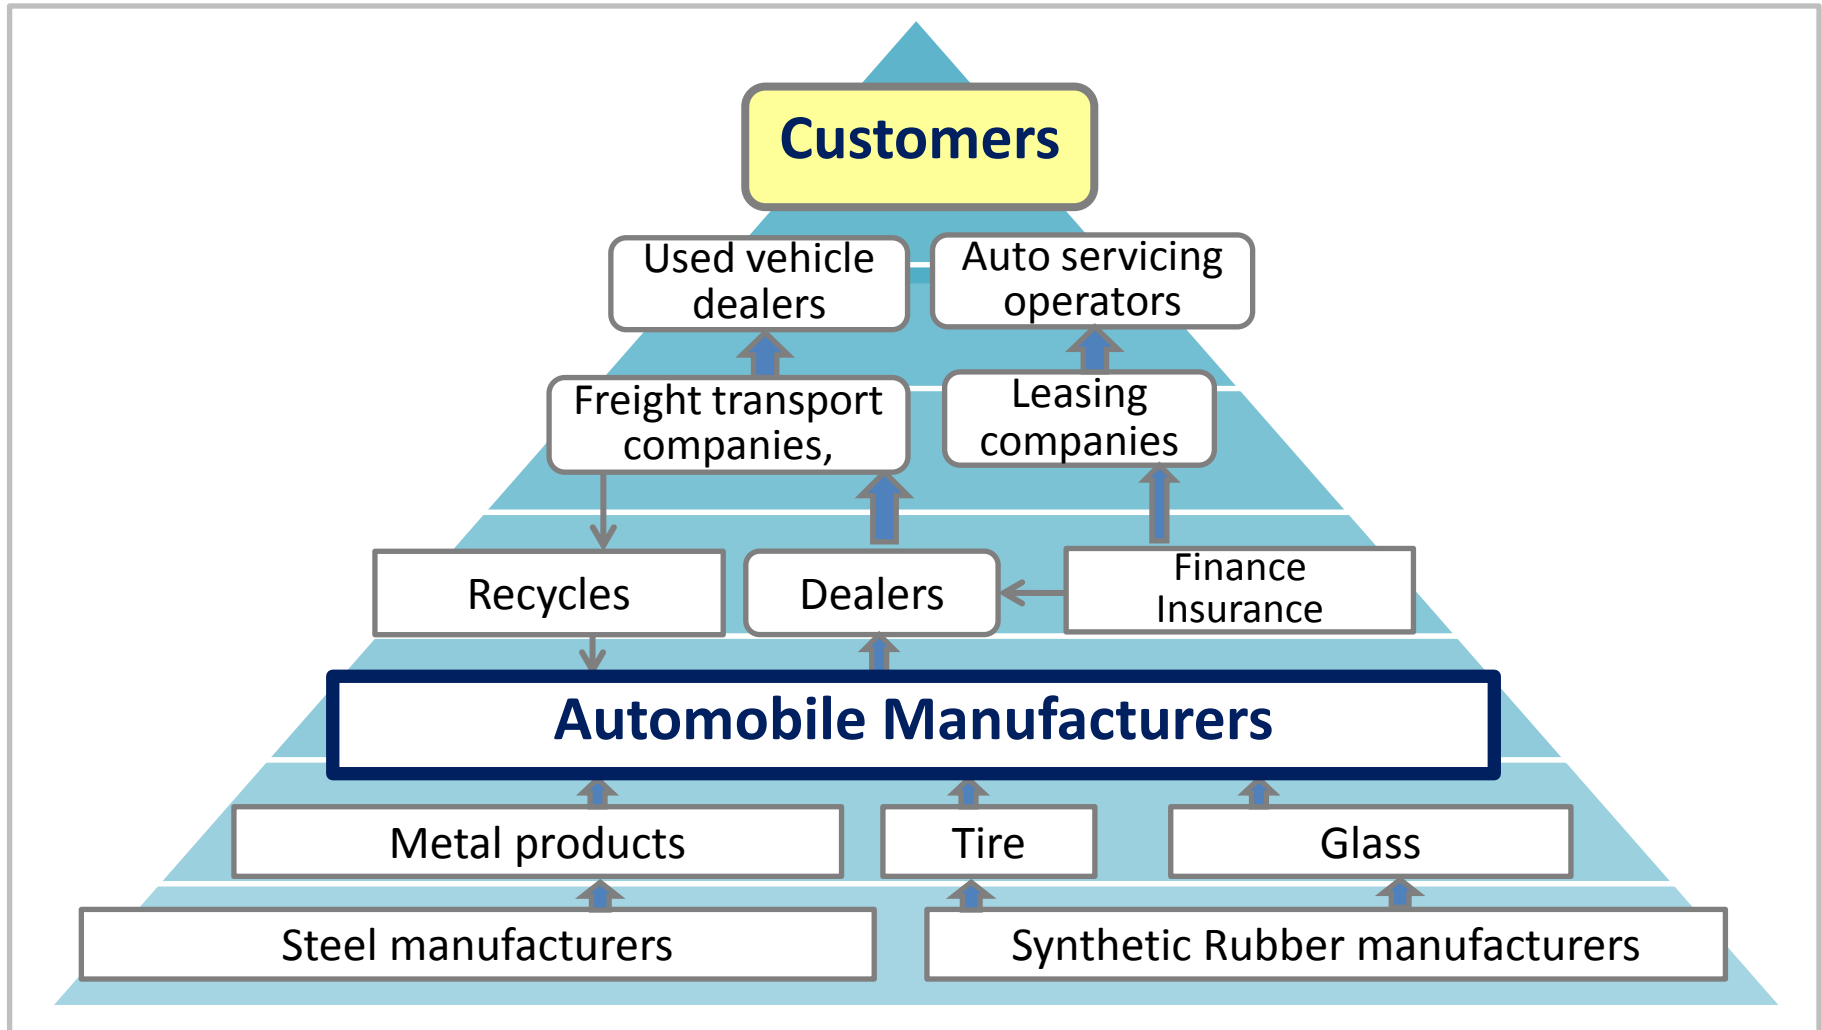 Customers
Used vehicle
dealers
Auto servicing
operators
Freight transport
companies,
Leasing
companies
Recycles
Dealers
Finance
Insurance
Automobile Manufacturers
Metal products
Tire
Glass
Steel manufacturers
Synthetic Rubber manufacturers